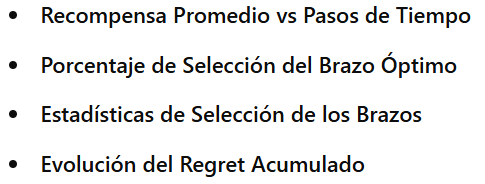 • Recompensa Promedio vs Pasos de Tiempo
• Porcentaje de Selección del Brazo Óptimo
• Estadísticas de Selección de los Brazos
• Evolución del Regret Acumulado